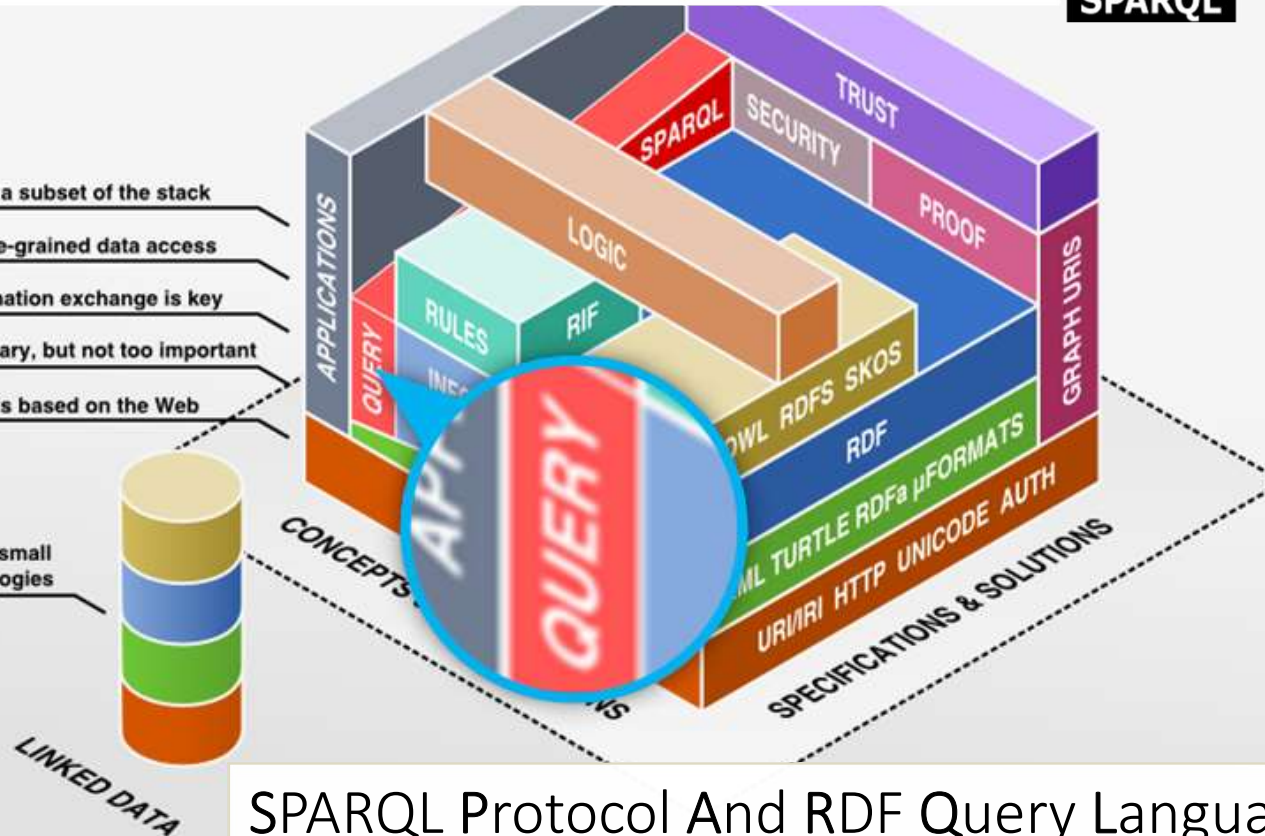 SPARQL
TRUST
SPARQL
SECURITY
PROOF
a subset of the stack
e-grained data access
nation exchange is key
ary, but not too important
s based on the Web
APPLICATIONS
LOGIC
GRAPH URIS
RULES
RIF
QUERY
OWL RDFS SKOS
RDF
ML TURTLE RDFa µFORMATS
URI/IRI HTTP UNICODE AUTH
QUERY
CONCEPTS
SPECIFICATIONS & SOLUTIONS
small
ogies
LINKED DATA
SPARQL Protocol And RDF Query Langua